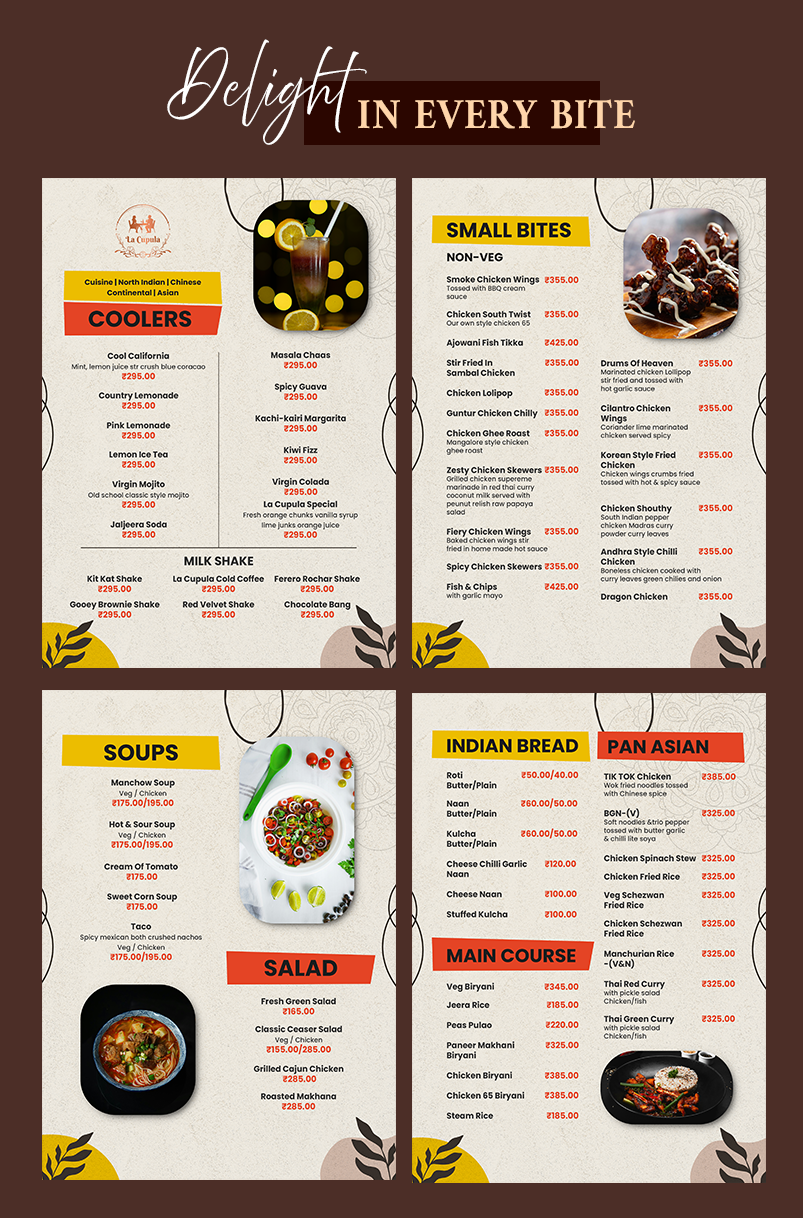 Delight IN EVERY BITE
La Cupula
Cuisine | North Indian | Chinese
Continental | Asian
COOLERS
Cool California
Mint, lemon juice str crush blue coracao
₹295.00
Country Lemonade
₹295.00
Pink Lemonade
₹295.00
Lemon Ice Tea
₹295.00
Virgin Mojito
Old school classic style mojito
₹295.00
Jaljeera Soda
₹295.00
Masala Chaas
₹295.00
Spicy Guava
₹295.00
Kachi-kairi Margarita
₹295.00
Kiwi Fizz
₹295.00
Virgin Colada
₹295.00
La Cupula Special
Fresh orange chunks vanilla syrup
lime junks orange juice
₹295.00
MILK SHAKE
Kit Kat Shake
₹295.00
La Cupula Cold Coffee
₹295.00
Ferero Rochar Shake
₹295.00
Gooey Brownie Shake
₹295.00
Red Velvet Shake
₹295.00
Chocolate Bang
₹295.00
SMALL BITES
NON-VEG
Smoke Chicken Wings ₹355.00
Tossed with BBQ cream
sauce
Chicken South Twist ₹355.00
Our own style chicken 65
Ajowani Fish Tikka ₹425.00
Stir Fried In ₹355.00
Sambal Chicken
Chicken Lolipop ₹355.00
Guntur Chicken Chilly ₹355.00
Chicken Ghee Roast ₹355.00
Mangalore style chicken
ghee roast
Zesty Chicken Skewers ₹355.00
Grilled chicken supereme
marinade in red thai curry
coconut milk served with
peunut relish raw papaya
salad
Fiery Chicken Wings ₹355.00
Baked chicken wings stir
fried in home made hot sauce
Spicy Chicken Skewers ₹355.00
Fish & Chips ₹425.00
with garlic mayo
Drums Of Heaven ₹355.00
Marinated chicken Lollipop
stir fried and tossed with
hot garlic sauce
Cilantro Chicken ₹355.00
Wings
Coriander lime marinated
chicken served spicy
Korean Style Fried ₹355.00
Chicken
Chicken wings crumbs fried
tossed with hot & spicy sauce
Chicken Shouthy ₹355.00
South Indian pepper
chicken Madras curry
powder curry leaves
Andhra Style Chilli ₹355.00
Chicken
Boneless chicken cooked with
curry leaves green chilies and onion
Dragon Chicken ₹355.00
SOUPS
Manchow Soup
Veg / Chicken
₹175.00/195.00
Hot & Sour Soup
Veg / Chicken
₹175.00/195.00
Cream Of Tomato
₹175.00
Sweet Corn Soup
₹175.00
Taco
Spicy mexican both crushed nachos
Veg / Chicken
₹175.00/195.00
SALAD
Fresh Green Salad
₹165.00
Classic Ceaser Salad
Veg / Chicken
₹155.00/285.00
Grilled Cajun Chicken
₹285.00
Roasted Makhana
₹285.00
INDIAN BREAD
Roti ₹50.00/40.00
Butter/Plain
Naan ₹60.00/50.00
Butter/Plain
Kulcha ₹60.00/50.00
Butter/Plain
Cheese Chilli Garlic ₹120.00
Naan
Cheese Naan ₹100.00
Stuffed Kulcha ₹100.00
MAIN COURSE
Veg Biryani ₹345.00
Jeera Rice ₹185.00
Peas Pulao ₹220.00
Paneer Makhani ₹325.00
Biryani
Chicken Biryani ₹385.00
Chicken 65 Biryani ₹385.00
Steam Rice ₹185.00
PAN ASIAN
TIK TOK Chicken ₹385.00
Wok fried noodles tossed
with Chinese spice
BGN-(V) ₹325.00
Soft noodles &trio pepper
tossed with butter garlic
& chilli lite soya
Chicken Spinach Stew ₹325.00
Chicken Fried Rice ₹325.00
Veg Schezwan ₹325.00
Fried Rice
Chicken Schezwan ₹325.00
Fried Rice
Manchurian Rice ₹325.00
-(V&N)
Thai Red Curry ₹325.00
with pickle salad
Chicken/fish
Thai Green Curry ₹325.00
with pickle salad
Chicken/fish